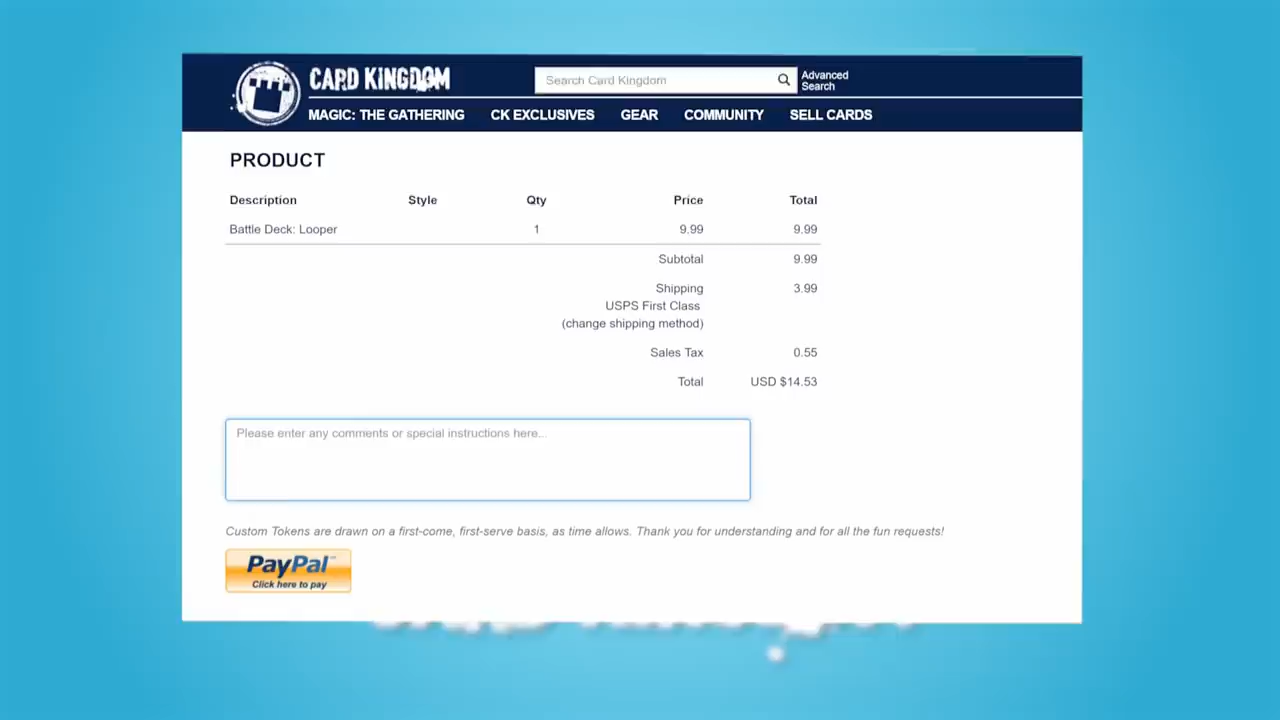 CARD KINGDOM
Search Card Kingdom
Advanced
Search
MAGIC: THE GATHERING CK EXCLUSIVES GEAR COMMUNITY SELL CARDS
PRODUCT
Description Style Qty Price Total
Battle Deck: Looper 1 9.99 9.99
Subtotal 9.99
Shipping 3.99
USPS First Class
(change shipping method)
Sales Tax 0.55
Total USD $14.53
Please enter any comments or special instructions here...
Custom Tokens are drawn on a first-come, first-serve basis, as time allows. Thank you for understanding and for all the fun requests!
PayPal™
Click here to pay